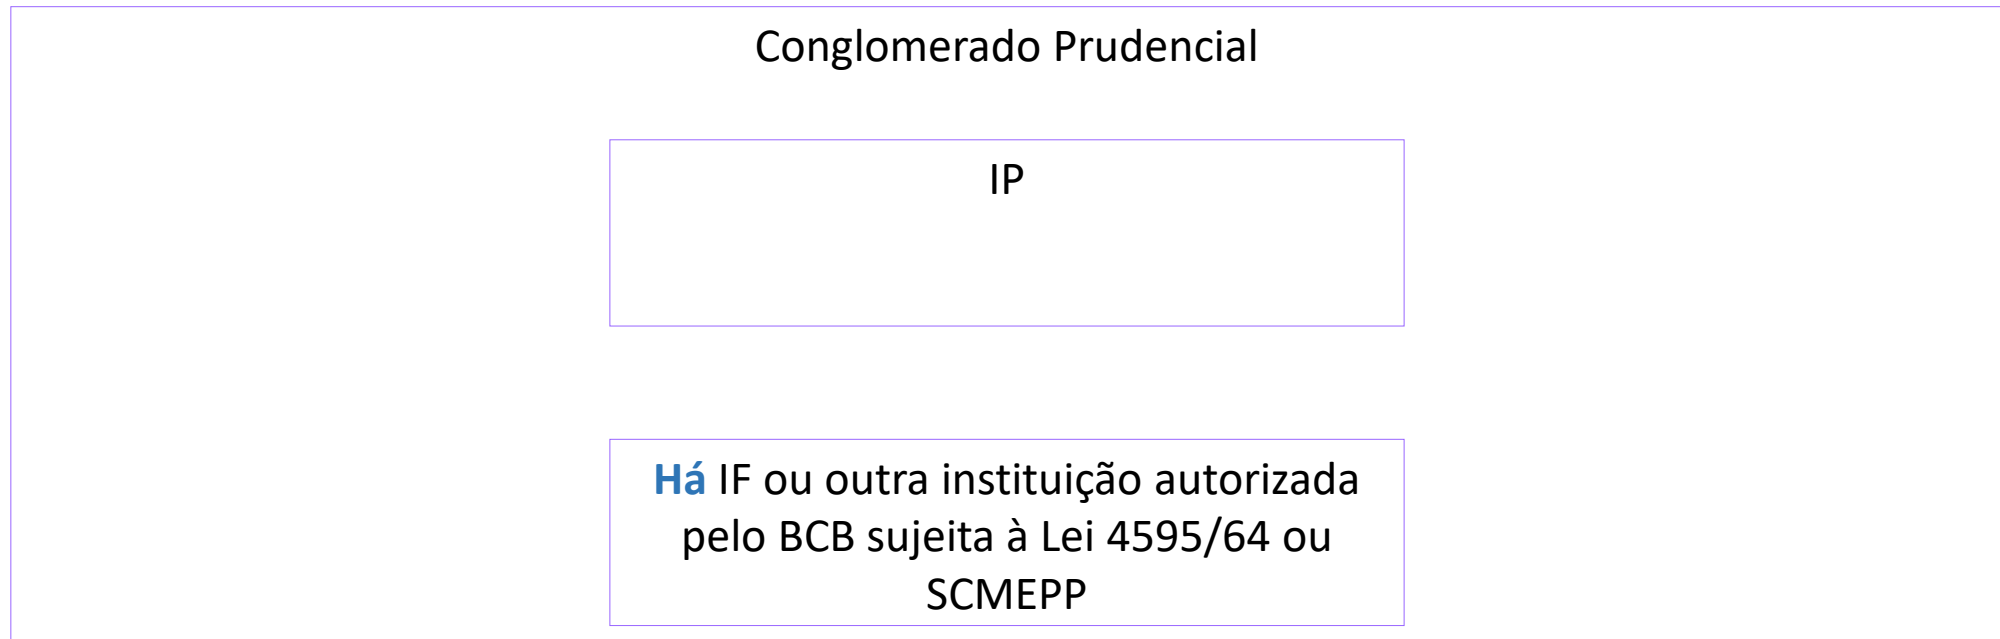 Conglomerado Prudencial
IP
Há IF ou outra instituição autorizada
pelo BCB sujeita à Lei 4595/64 ou
SCMEPP